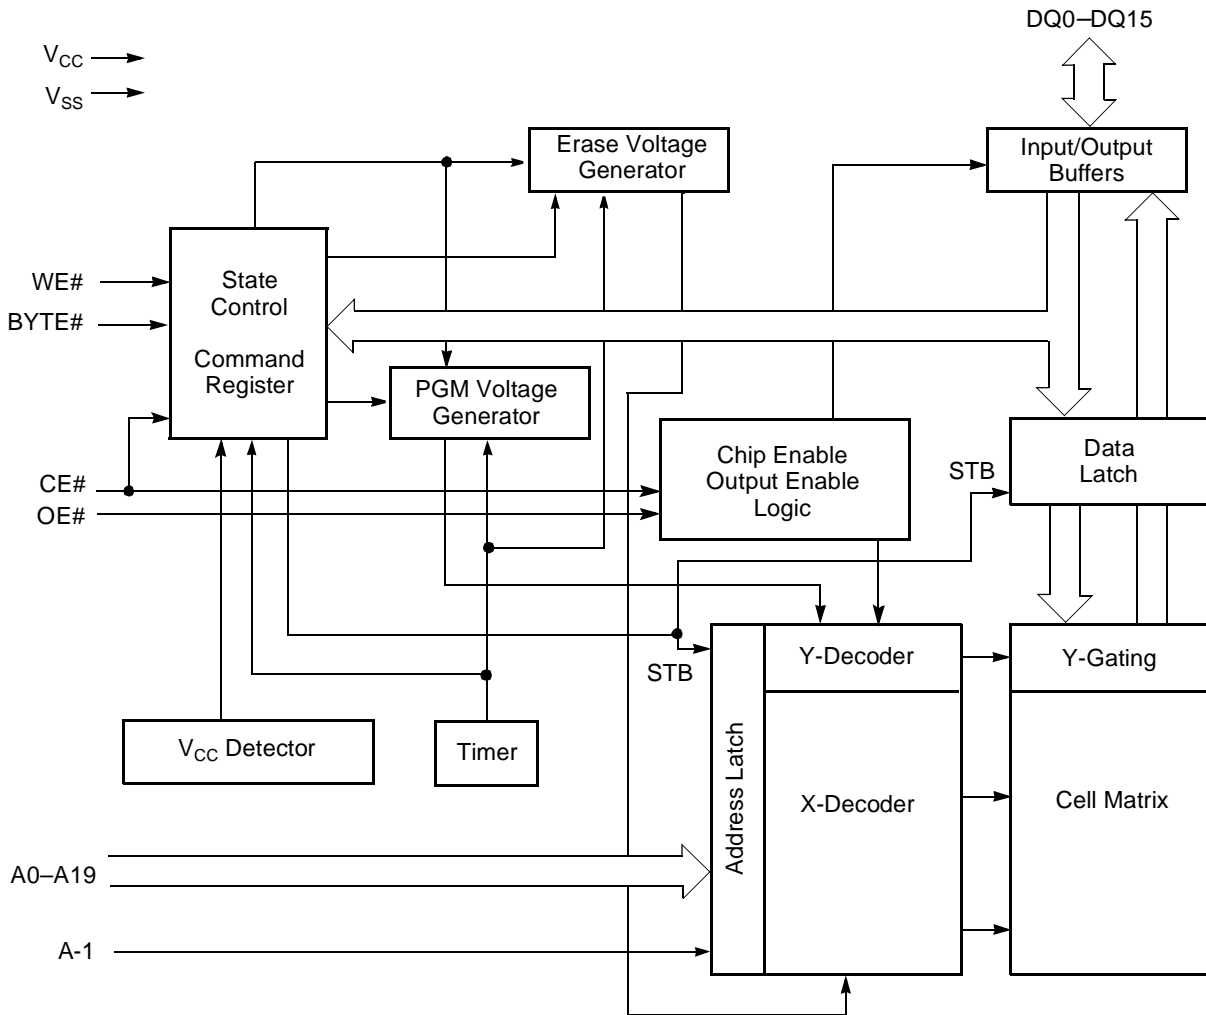 DQ0–DQ15
VCC
VSS
Erase Voltage
Generator
Input/Output
Buffers
WE#
BYTE#
State
Control
Command
Register
PGM Voltage
Generator
CE#
OE#
Chip Enable
Output Enable
Logic
STB
Data
Latch
STB
Y-Decoder
Y-Gating
VCC Detector
Timer
Address Latch
X-Decoder
Cell Matrix
A0–A19
A-1